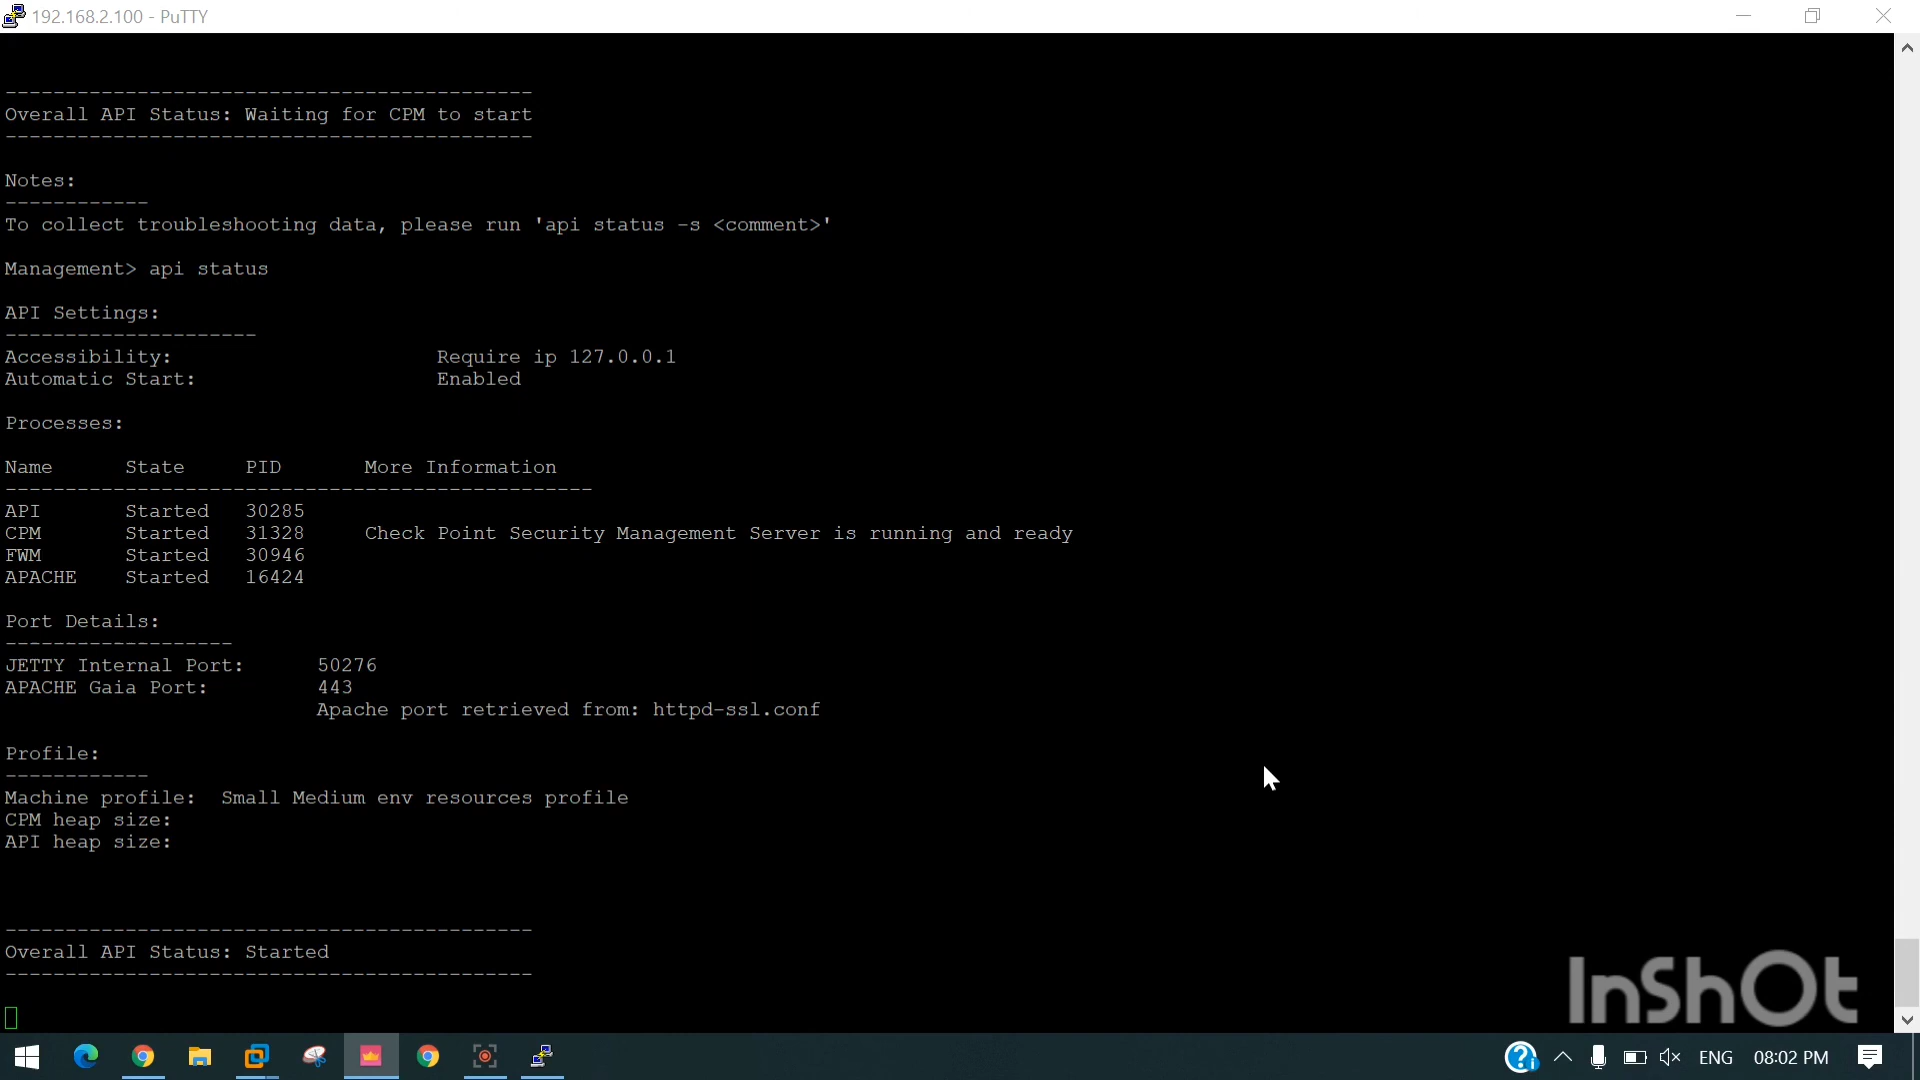 192.168.2.100 - PuTTY
--------------------------------------------
Overall API Status: Waiting for CPM to start
--------------------------------------------
Notes:
------------
To collect troubleshooting data, please run 'api status -s <comment>'
Management> api status
API Settings:
---------------------
Accessibility: Require ip 127.0.0.1
Automatic Start: Enabled
Processes:
Name State PID More Information
-------------------------------------------------
API Started 30285
CPM Started 31328 Check Point Security Management Server is running and ready
FWM Started 30946
APACHE Started 16424
Port Details:
-------------------
JETTY Internal Port: 50276
APACHE Gaia Port: 443
Apache port retrieved from: httpd-ssl.conf
Profile:
------------
Machine profile: Small Medium env resources profile
CPM heap size:
API heap size:
--------------------------------------------
Overall API Status: Started
--------------------------------------------
InShOt
ENG 08:02 PM